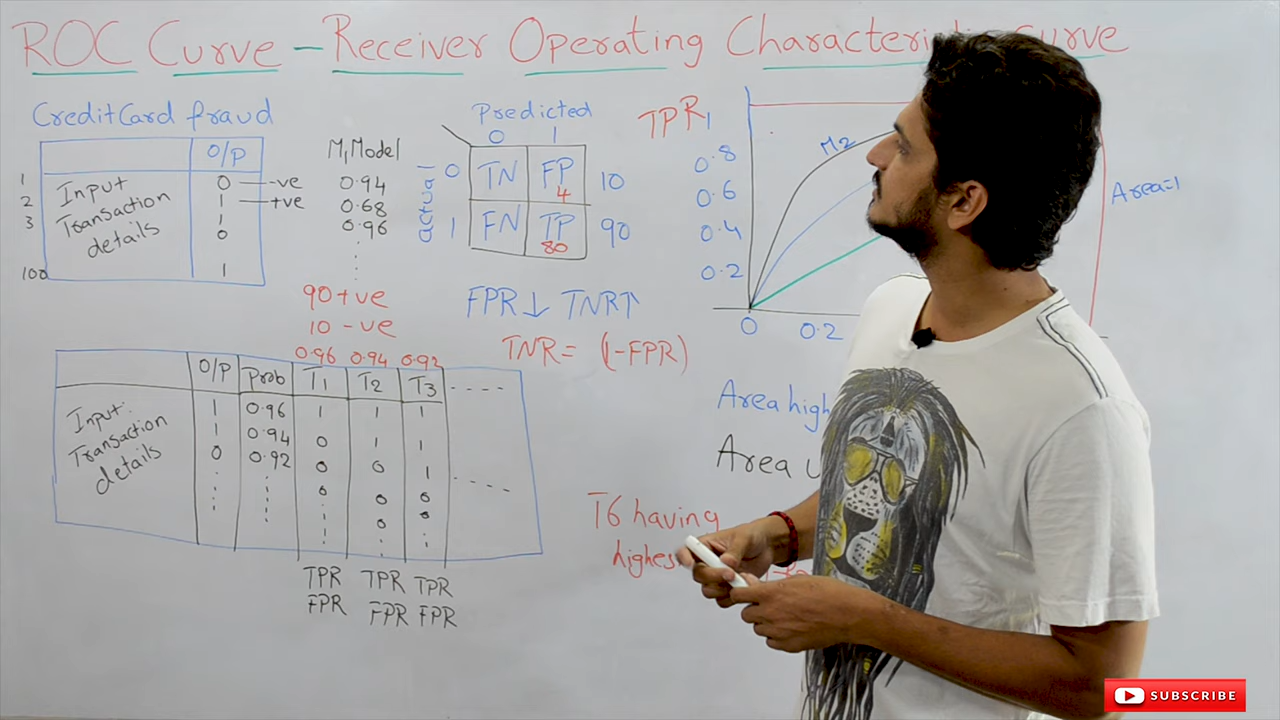 ROC Curve - Receiver Operating Characteri Curve
CreditCard fraud
O/P
1
2
3
100
Input
Transaction
details
0 -ve
1 +ve
1
0
1
M1 Model
0.94
0.68
0.96
90 +ve
10 -ve
Predicted
0 1
actual
0 TN FP 4 10
1 FN TP 80 90
FPR ↓ TNR ↑
TNR = (1-FPR)
TPR
1
0.8
0.6
0.4
0.2
0 0.2
M2
Area=1
Area high
Area u
T6 having
highes
0.96 0.94 0.92
O/P Prob T1 T2 T3 ----
Input
Transaction
details
1 0.96 1 1 1
1 0.94 0 1 1
0 0.92 0 0 1
0 0 0
0 0
TPR TPR TPR
FPR FPR FPR
SUBSCRIBE